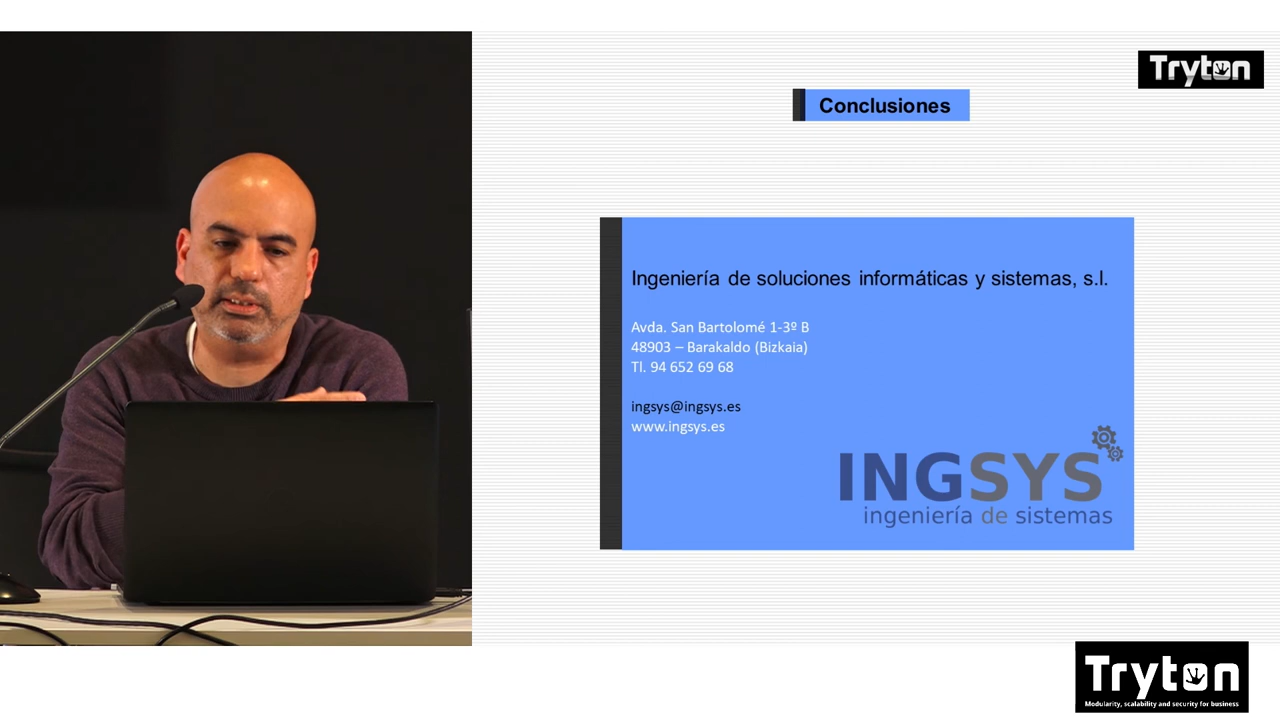 Tryton
Conclusiones
Ingeniería de soluciones informáticas y sistemas, s.l.
Avda. San Bartolomé 1-3º B
48903 – Barakaldo (Bizkaia)
Tl. 94 652 69 68
ingsys@ingsys.es
www.ingsys.es
INGSYS
ingeniería de sistemas
Tryton
Modularity, scalability and security for business